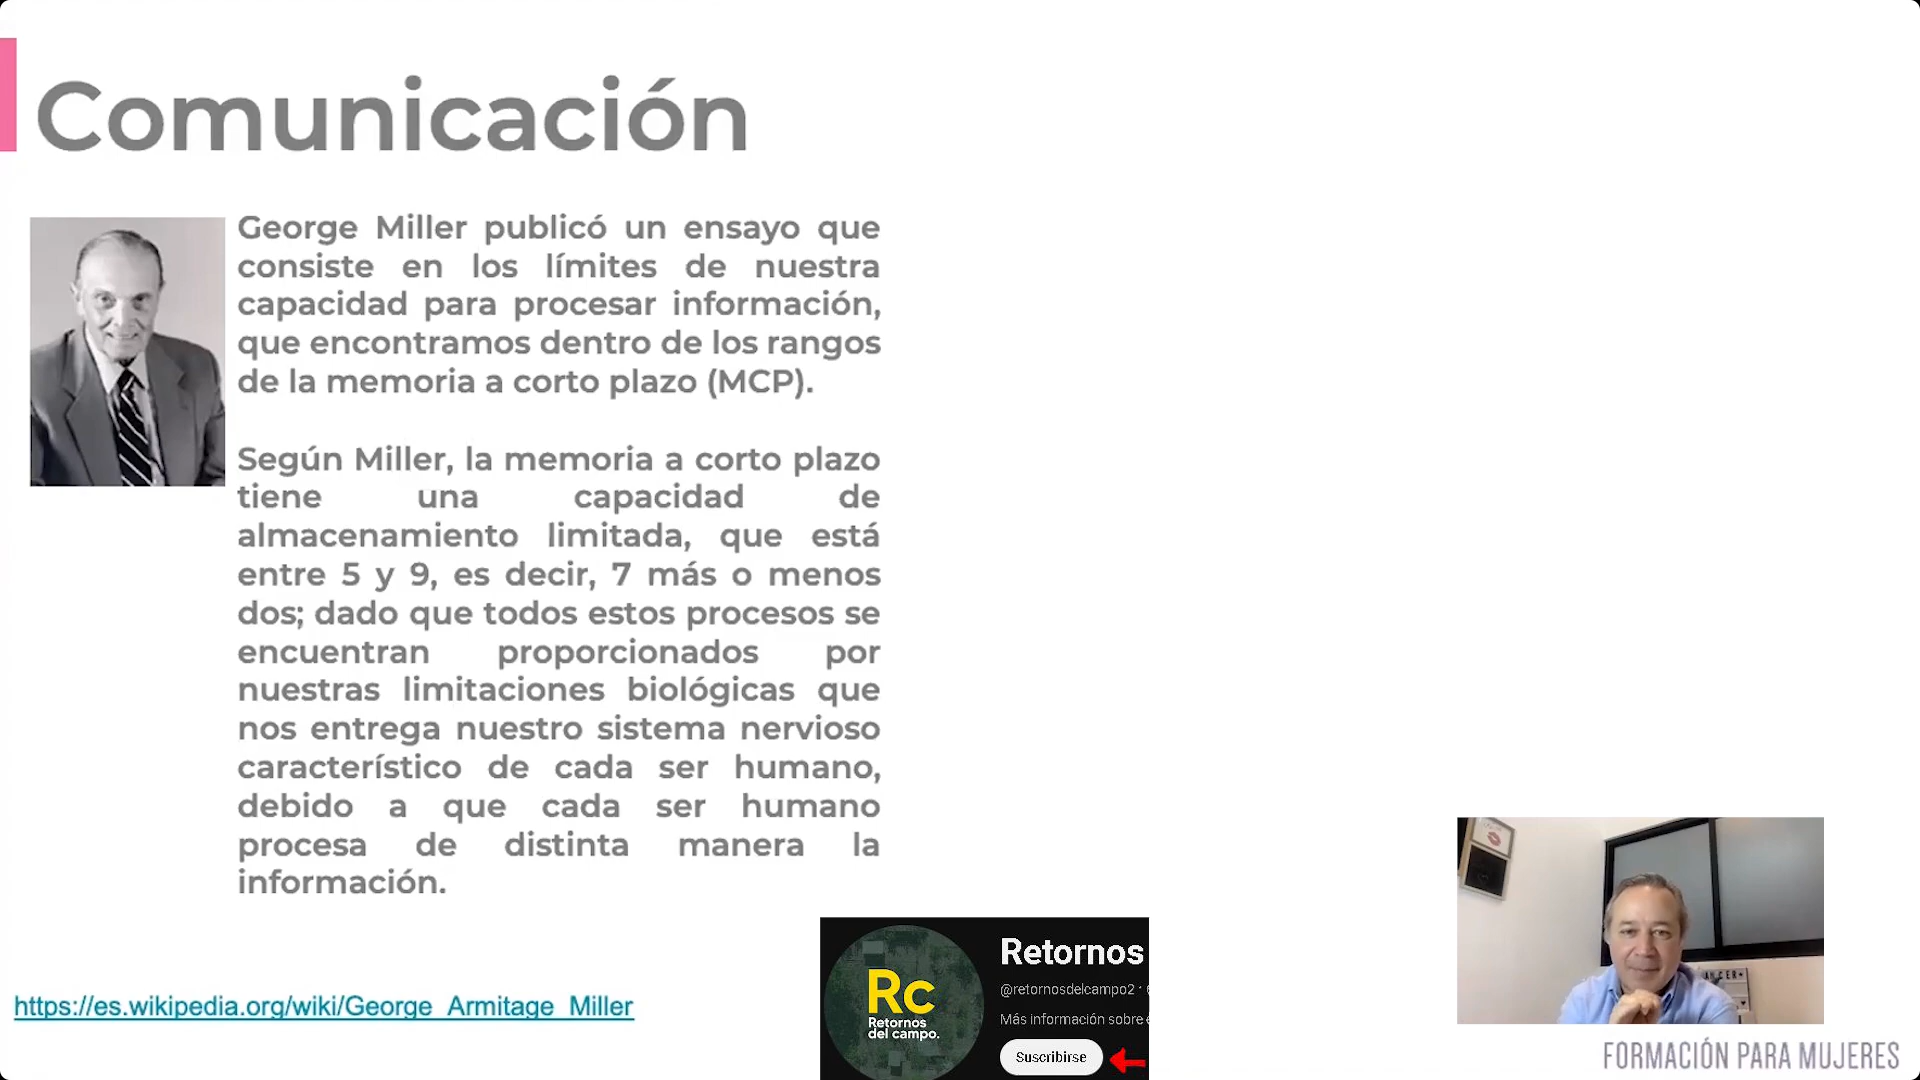 Comunicación
George Miller publicó un ensayo que
consiste en los límites de nuestra
capacidad para procesar información,
que encontramos dentro de los rangos
de la memoria a corto plazo (MCP).
Según Miller, la memoria a corto plazo
tiene una capacidad de
almacenamiento limitada, que está
entre 5 y 9, es decir, 7 más o menos
dos; dado que todos estos procesos se
encuentran proporcionados por
nuestras limitaciones biológicas que
nos entrega nuestro sistema nervioso
característico de cada ser humano,
debido a que cada ser humano
procesa de distinta manera la
información.
https://es.wikipedia.org/wiki/George_Armitage_Miller
Rc
Retornos
del campo.
Retornos
@retornosdelcampo2 ·
Más información sobre
Suscribirse
FORMACIÓN PARA MUJERES